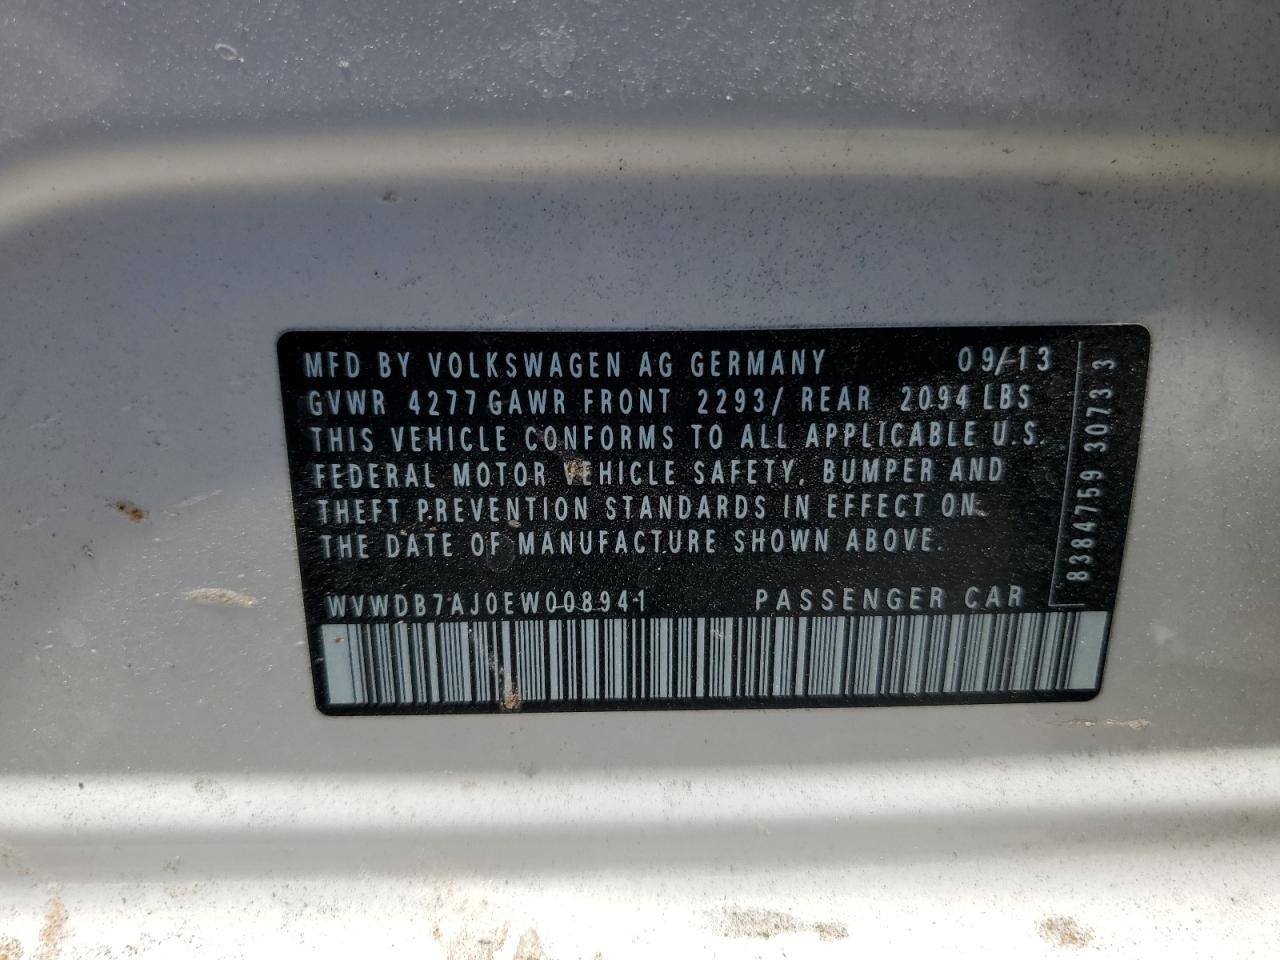 MFD BY VOLKSWAGEN AG GERMANY 09/13
GVWR 4277 GAWR FRONT 2293/ REAR 2094 LBS
THIS VEHICLE CONFORMS TO ALL APPLICABLE U.S.
FEDERAL MOTOR VEHICLE SAFETY, BUMPER AND
THEFT PREVENTION STANDARDS IN EFFECT ON
THE DATE OF MANUFACTURE SHOWN ABOVE.
WVWDB7AJ0EW008941 PASSENGER CAR
8384759 3073 3